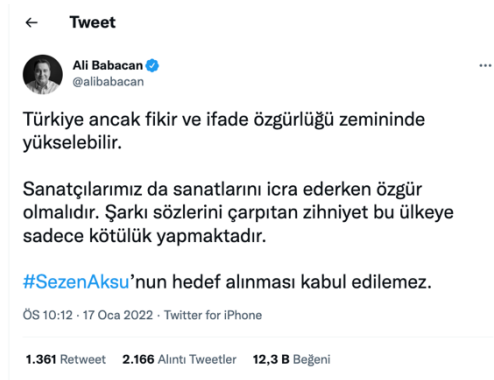 ← Tweet
Ali Babacan
@alibabacan
Türkiye ancak fikir ve ifade özgürlüğü zemininde
yükselebilir.
Sanatçılarımız da sanatlarını icra ederken özgür
olmalıdır. Şarkı sözlerini çarpıtan zihniyet bu ülkeye
sadece kötülük yapmaktadır.
#SezenAksu’nun hedef alınması kabul edilemez.
ÖS 10:12 · 17 Oca 2022 · Twitter for iPhone
1.361 Retweet 2.166 Alıntı Tweetler 12,3 B Beğeni